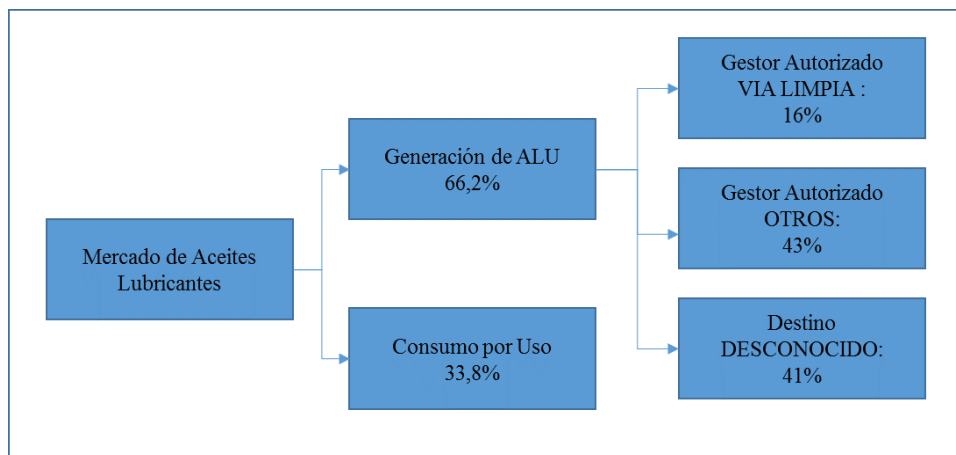 Mercado de Aceites
Lubricantes
Generación de ALU
66,2%
Consumo por Uso
33,8%
Gestor Autorizado
VIA LIMPIA :
16%
Gestor Autorizado
OTROS:
43%
Destino
DESCONOCIDO:
41%